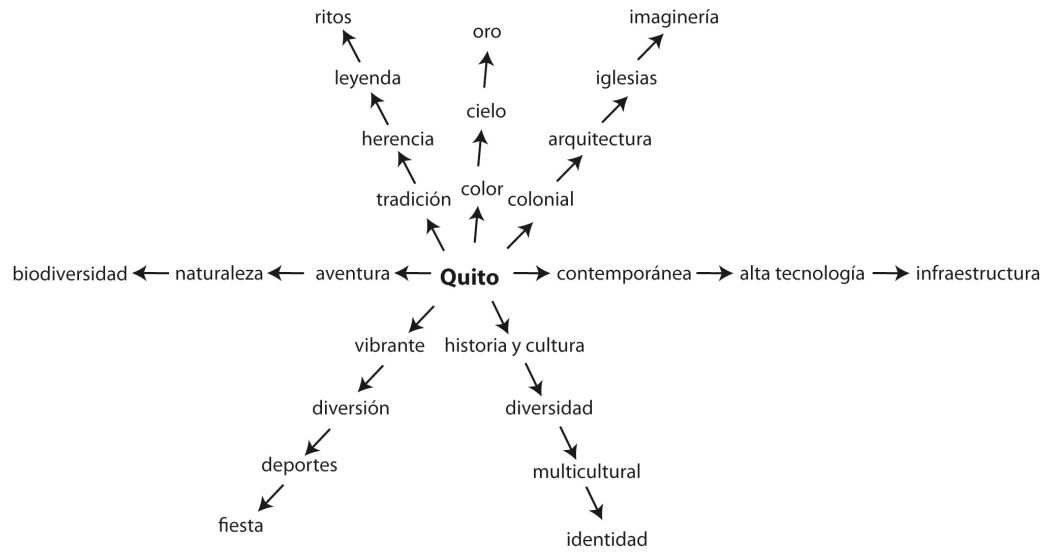 ritos
oro
imaginería
leyenda
iglesias
cielo
herencia
arquitectura
tradición
color
colonial
biodiversidad
naturaleza
aventura
Quito
contemporánea
alta tecnología
infraestructura
vibrante
historia y cultura
diversión
diversidad
deportes
multicultural
fiesta
identidad